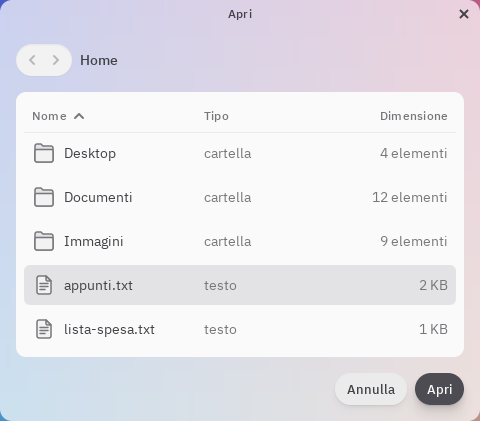 Apri
Home
Nome Tipo Dimensione
Desktop cartella 4 elementi
Documenti cartella 12 elementi
Immagini cartella 9 elementi
appunti.txt testo 2 KB
lista-spesa.txt testo 1 KB
Annulla Apri